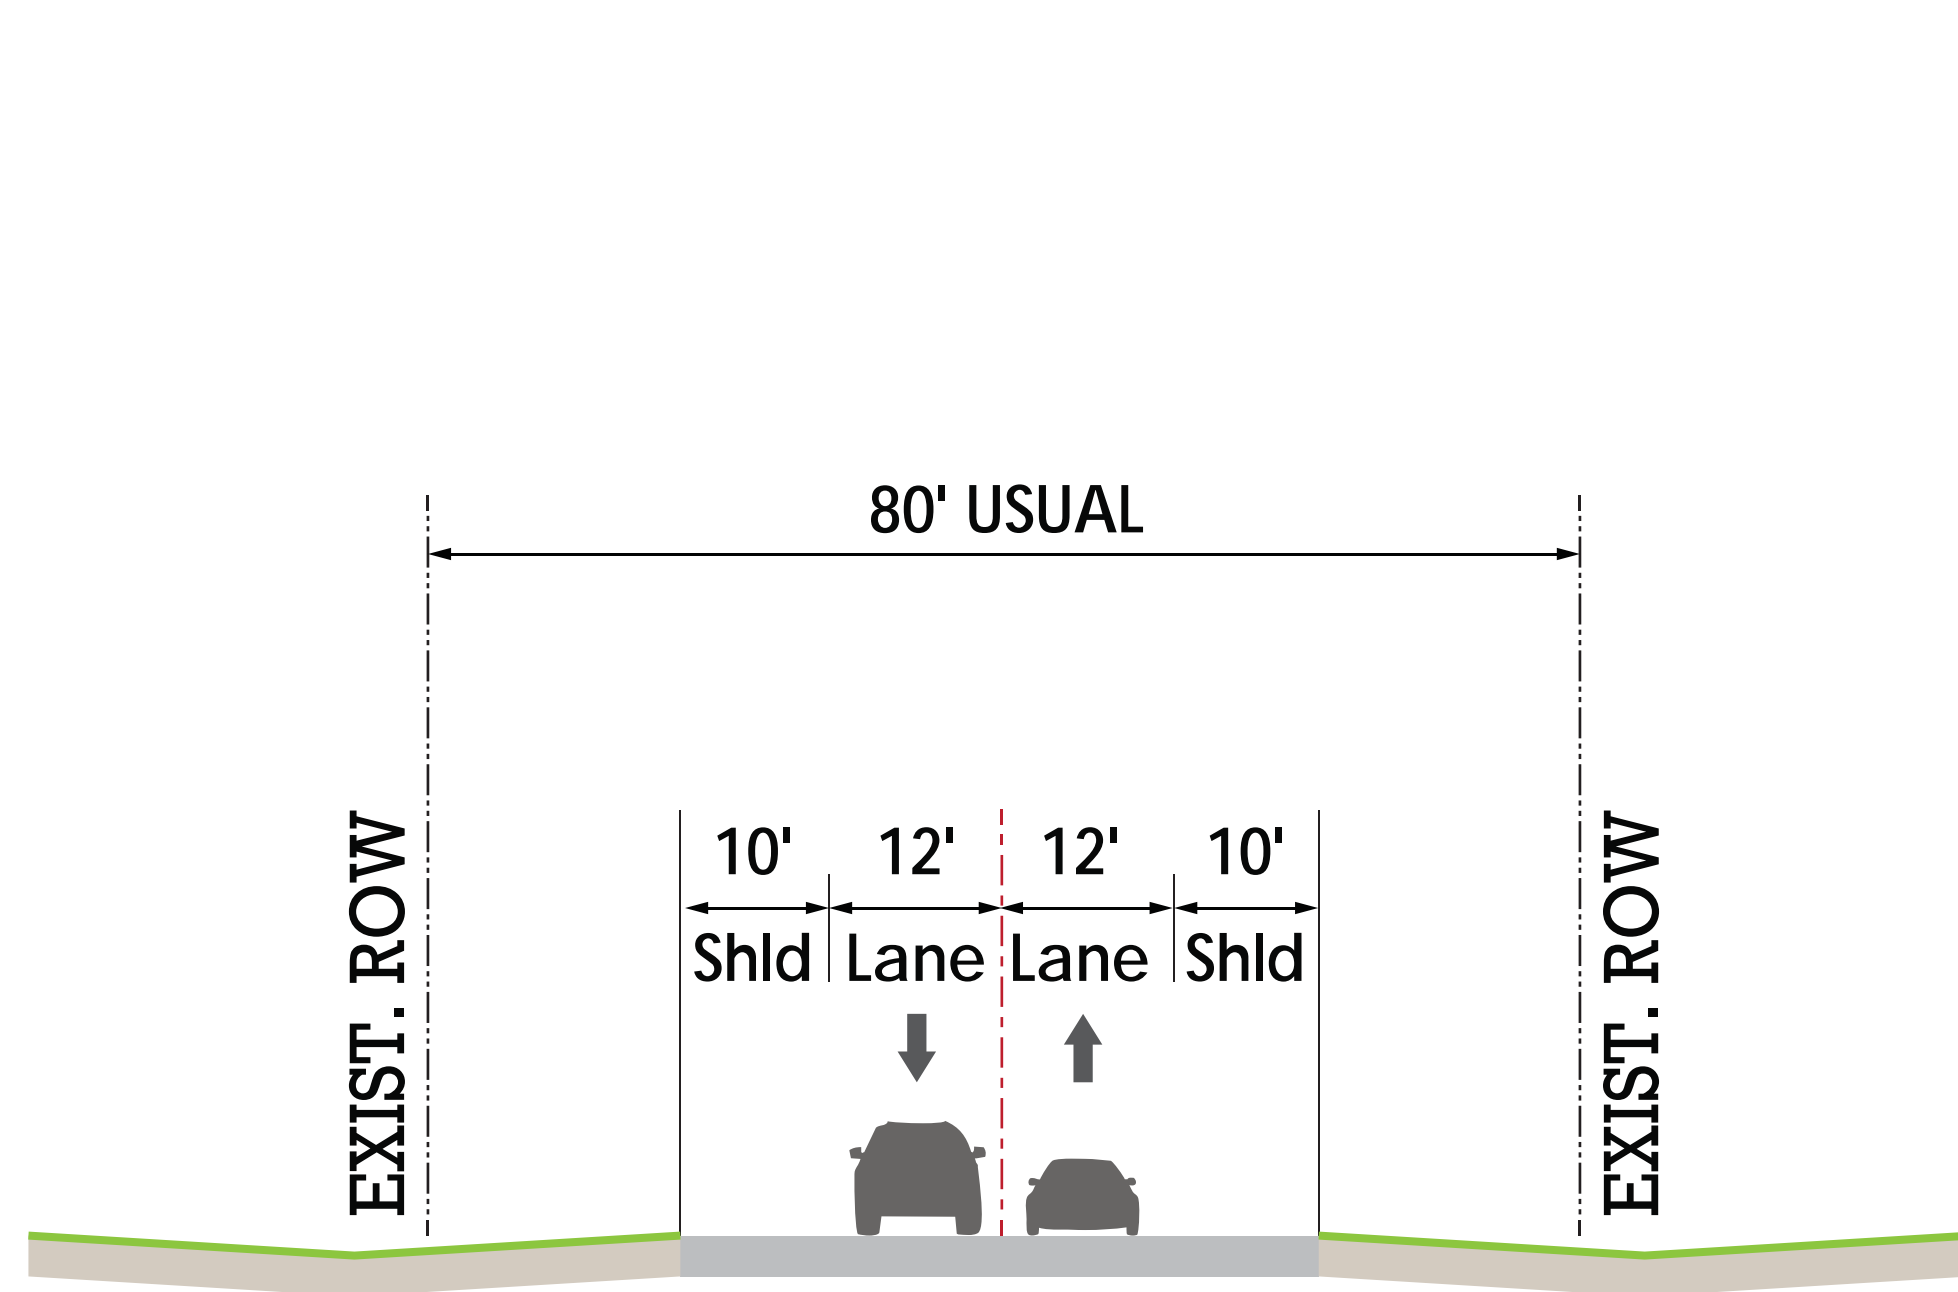 80' USUAL
10' 12' 12' 10'
Shld Lane Lane Shld
EXIST. ROW
EXIST. ROW